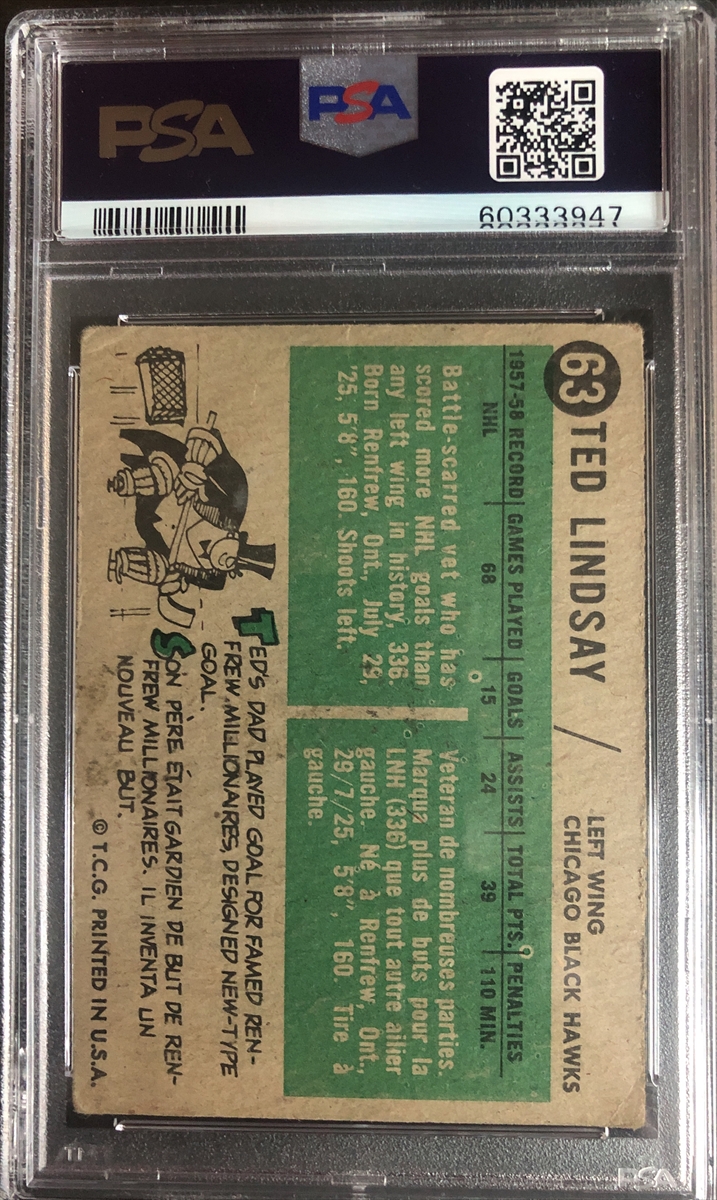 PSA
PSA
60333947
63 TED LINDSAY / LEFT WING
CHICAGO BLACK HAWKS
1957-58 RECORD GAMES PLAYED GOALS ASSISTS TOTAL PTS. PENALTIES
NHL 68 15 24 39 110 MIN.
Battle-scarred vet who has
scored more NHL goals than
any left wing in history, 336.
Born Renfrew, Ont., July 29,
'25, 5'8", 160. Shoots left.
Veteran de nombreuses parties.
Marqua plus de buts pour la
LNH (336) que tout autre ailier
gauche. Né à Renfrew, Ont.,
29/7/25, 5'8", 160. Tire à
gauche.
TED'S DAD PLAYED GOAL FOR FAMED REN-
FREW MILLIONAIRES, DESIGNED NEW-TYPE
GOAL.
SON PÈRE ÉTAIT GARDIEN DE BUT DE REN-
FREW MILLIONAIRES. IL INVENTA UN
NOUVEAU BUT.
© T.C.G. PRINTED IN U.S.A.
PSA